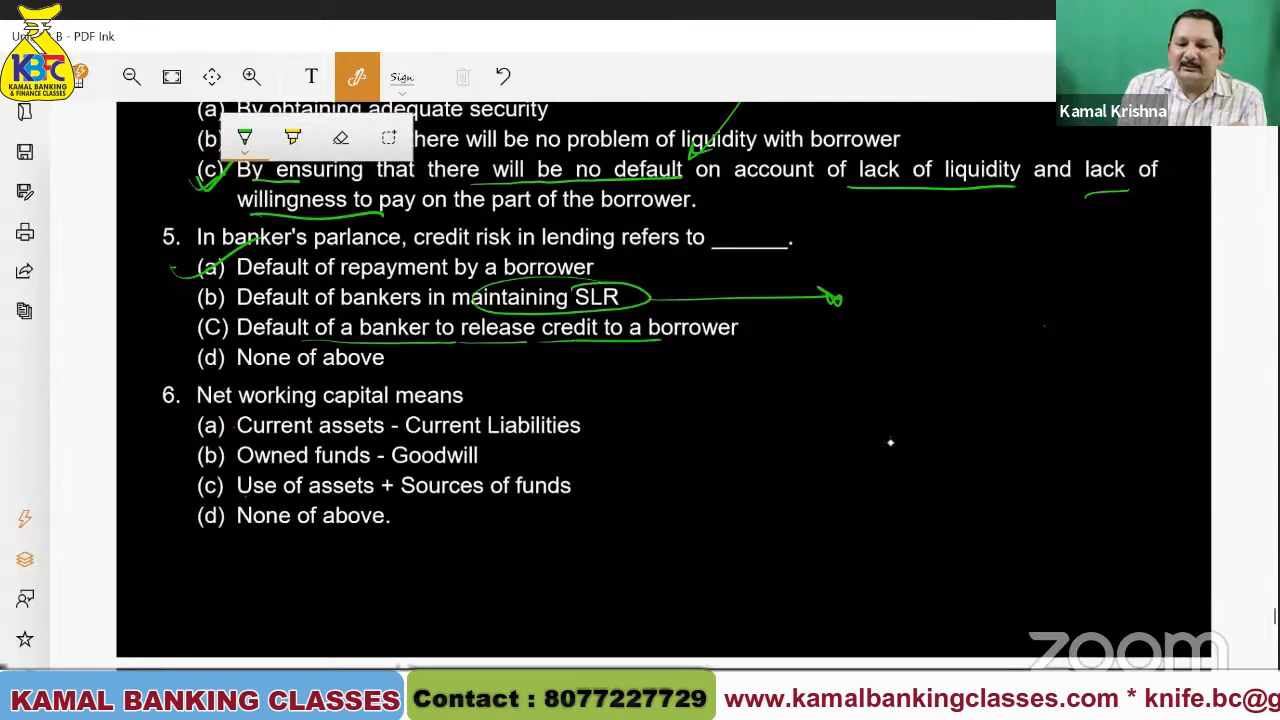 B - PDF Ink
Kamal Krishna
KBFC
KAMAL BANKING
& FINANCE CLASSES
T
Sign
(a) By obtaining adequate security
(b) here will be no problem of liquidity with borrower
(c) By ensuring that there will be no default on account of lack of liquidity and lack of
willingness to pay on the part of the borrower.
5. In banker's parlance, credit risk in lending refers to ______.
(a) Default of repayment by a borrower
(b) Default of bankers in maintaining SLR
(C) Default of a banker to release credit to a borrower
(d) None of above
6. Net working capital means
(a) Current assets - Current Liabilities
(b) Owned funds - Goodwill
(c) Use of assets + Sources of funds
(d) None of above.
zoom
KAMAL BANKING CLASSES Contact : 8077227729 www.kamalbankingclasses.com * knife.bc@g